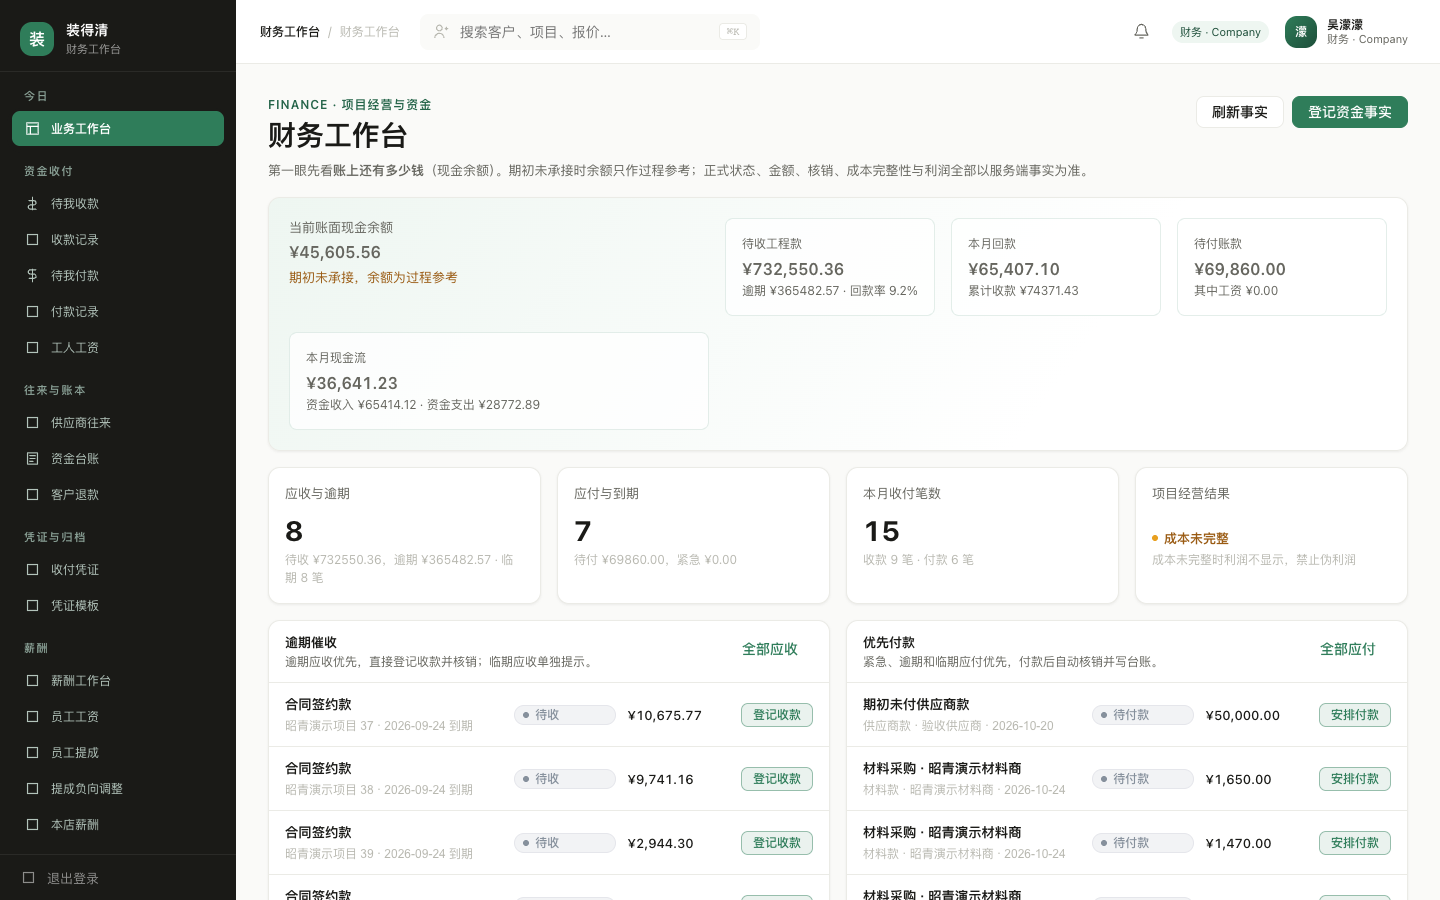 装
装得清
财务工作台
今日
业务工作台
资金收付
待我收款
收款记录
待我付款
付款记录
工人工资
往来与账本
供应商往来
资金台账
客户退款
凭证与归档
收付凭证
凭证模板
薪酬
薪酬工作台
员工工资
员工提成
提成负向调整
本店薪酬
退出登录
财务工作台 / 财务工作台
搜索客户、项目、报价... ⌘K
财务 · Company
濛
吴濛濛
财务 · Company
FINANCE · 项目经营与资金
财务工作台
第一眼先看账上还有多少钱（现金余额）。期初未承接时余额只作过程参考；正式状态、金额、核销、成本完整性与利润全部以服务端事实为准。
刷新事实
登记资金事实
当前账面现金余额
¥45,605.56
期初未承接，余额为过程参考
待收工程款
¥732,550.36
逾期 ¥365482.57 · 回款率 9.2%
本月回款
¥65,407.10
累计收款 ¥74371.43
待付账款
¥69,860.00
其中工资 ¥0.00
本月现金流
¥36,641.23
资金收入 ¥65414.12 · 资金支出 ¥28772.89
应收与逾期
8
待收 ¥732550.36，逾期 ¥365482.57 · 临
期 8 笔
应付与到期
7
待付 ¥69860.00，紧急 ¥0.00
本月收付笔数
15
收款 9 笔 · 付款 6 笔
项目经营结果
成本未完整
成本未完整时利润不显示，禁止伪利润
逾期催收
逾期应收优先，直接登记收款并核销；临期应收单独提示。
全部应收
合同签约款
昭青演示项目 37 · 2026-09-24 到期
待收
¥10,675.77
登记收款
合同签约款
昭青演示项目 38 · 2026-09-24 到期
待收
¥9,741.16
登记收款
合同签约款
昭青演示项目 39 · 2026-09-24 到期
待收
¥2,944.30
登记收款
合同签约款
优先付款
紧急、逾期和临期应付优先，付款后自动核销并写台账。
全部应付
期初未付供应商款
供应商款 · 验收供应商 · 2026-10-20
待付款
¥50,000.00
安排付款
材料采购 · 昭青演示材料商
材料款 · 昭青演示材料商 · 2026-10-24
待付款
¥1,650.00
安排付款
材料采购 · 昭青演示材料商
材料款 · 昭青演示材料商 · 2026-10-24
待付款
¥1,470.00
安排付款
材料采购 · 昭青演示材料商